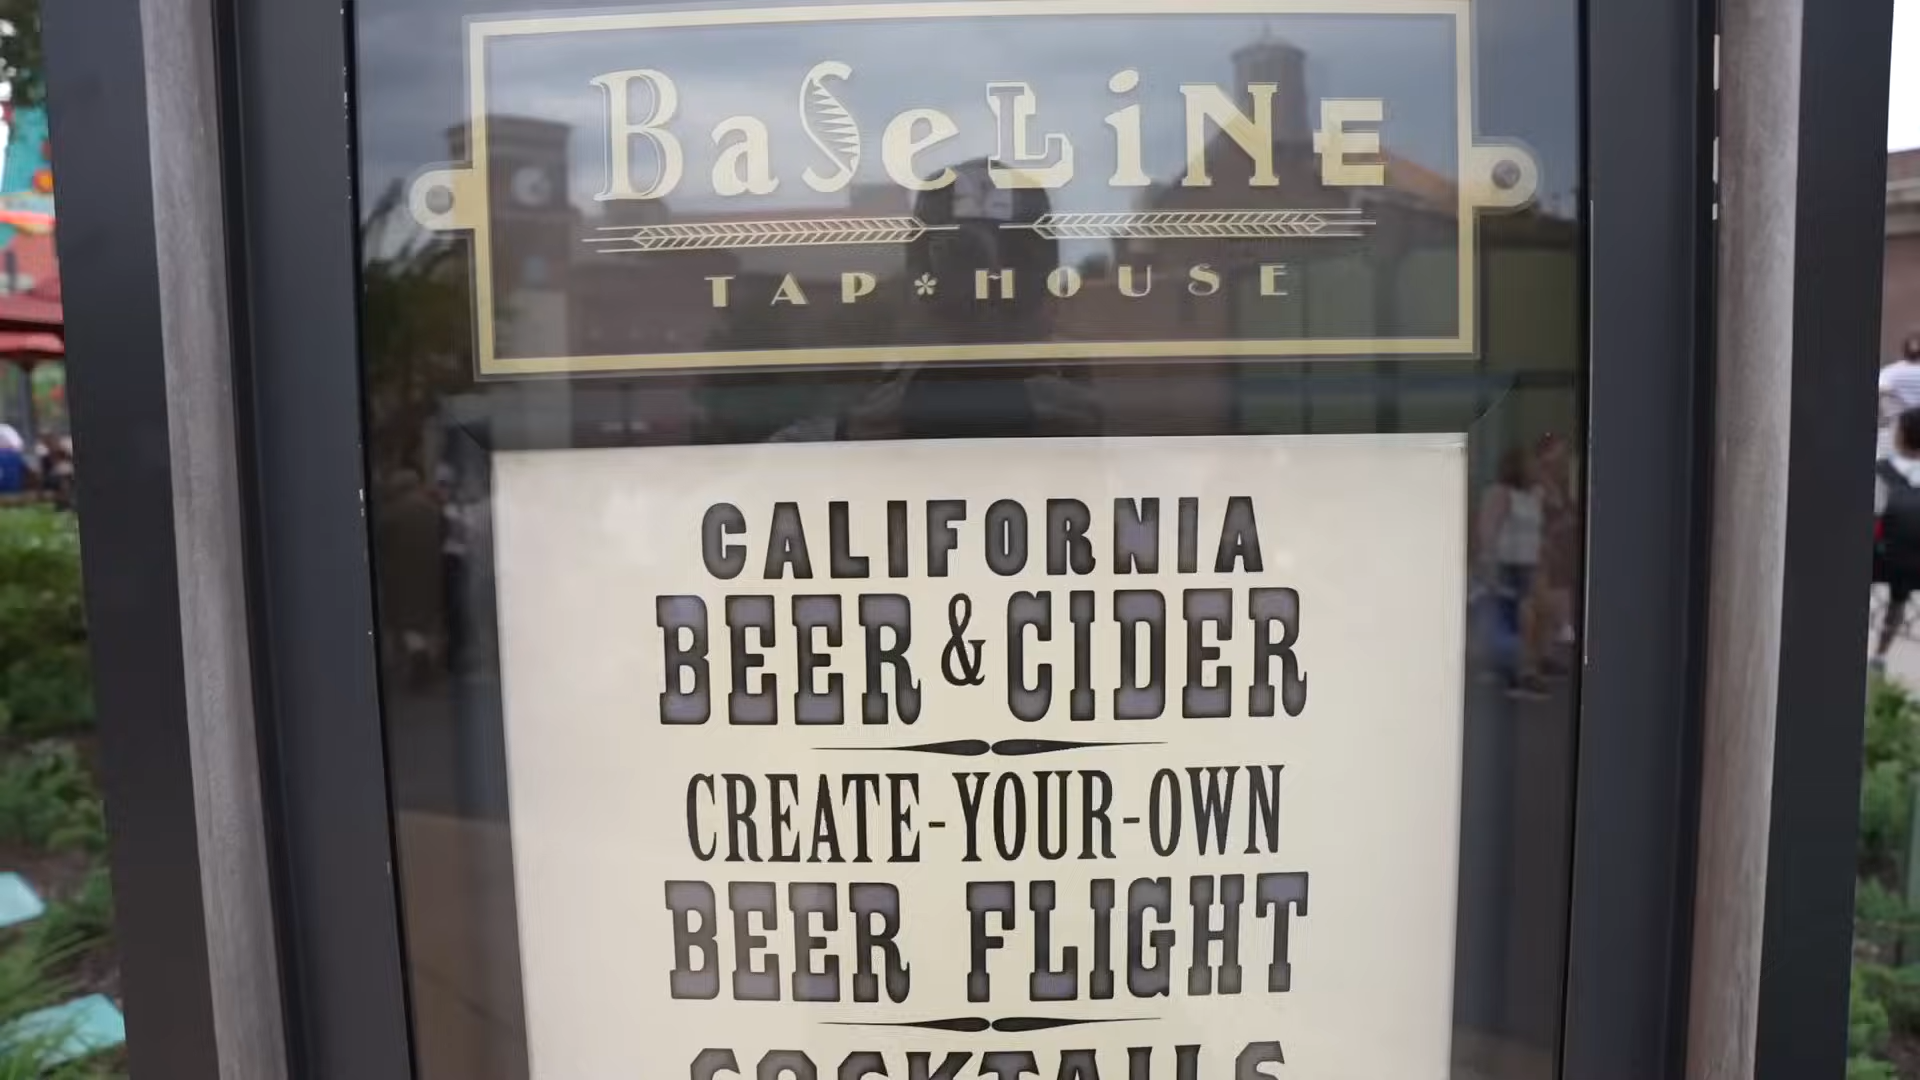 BaSeLiNE
TAP*HOUSE
CALIFORNIA
BEER & CIDER
CREATE-YOUR-OWN
BEER FLIGHT
COCKTAILS